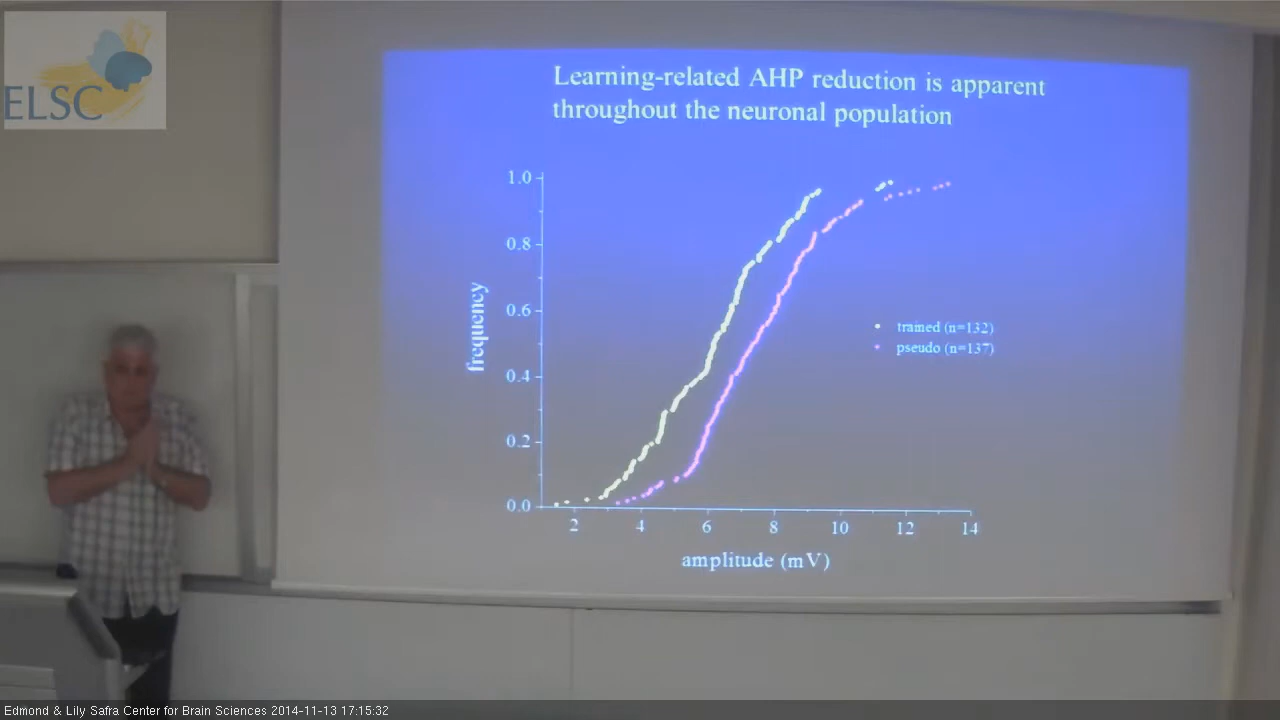 ELSC
Learning-related AHP reduction is apparent
throughout the neuronal population
1.0
0.8
0.6
0.4
0.2
0.0
frequency
trained (n=132)
pseudo (n=137)
2 4 6 8 10 12 14
amplitude (mV)
Edmond & Lily Safra Center for Brain Sciences 2014-11-13 17:15:32